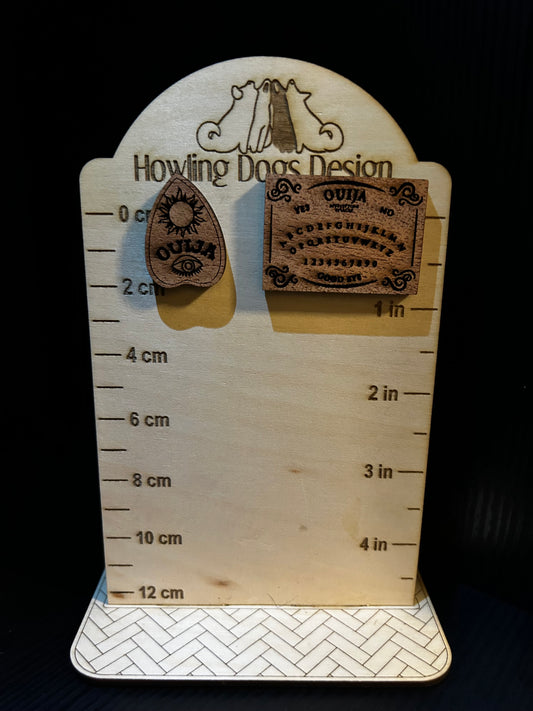 Howling Dogs Design
0 c
OUIJA
2 cm
4 cm
6 cm
8 cm
10 cm
12 cm
OUIJA
YES
NO
ABCDEFGHIJKLM
NOPQRSTUVWXYZ
1234567890
GOOD BYE
1 in
2 in
3 in
4 in